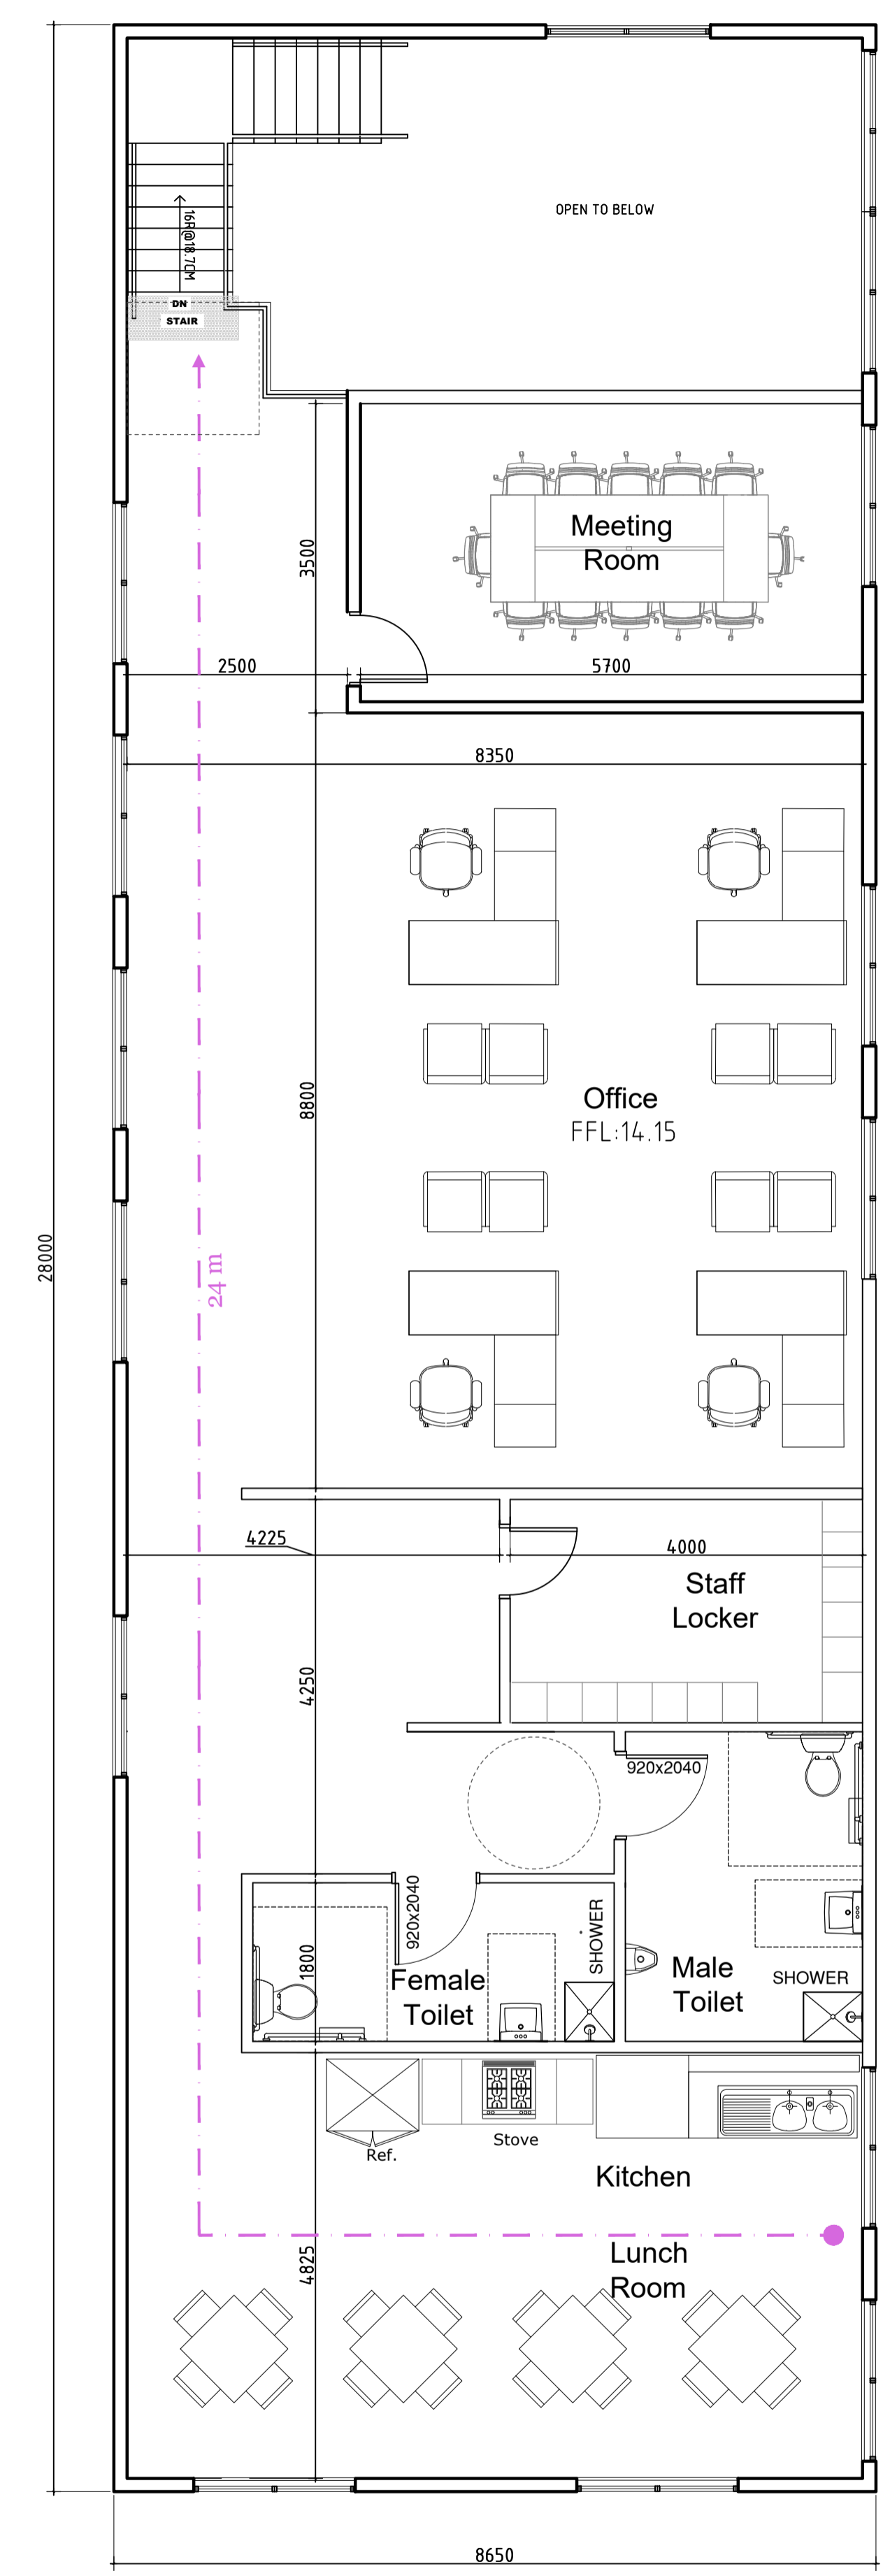 OPEN TO BELOW
16R@18.7CM
DN
STAIR
Meeting
Room
3500
2500
5700
8350
Office
FFL:14.15
8800
28000
24 m
4225
4000
Staff
Locker
4250
920x2040
920x2040
SHOWER
1800
Female
Toilet
Male
Toilet
SHOWER
Ref.
Stove
Kitchen
Lunch
Room
4825
8650